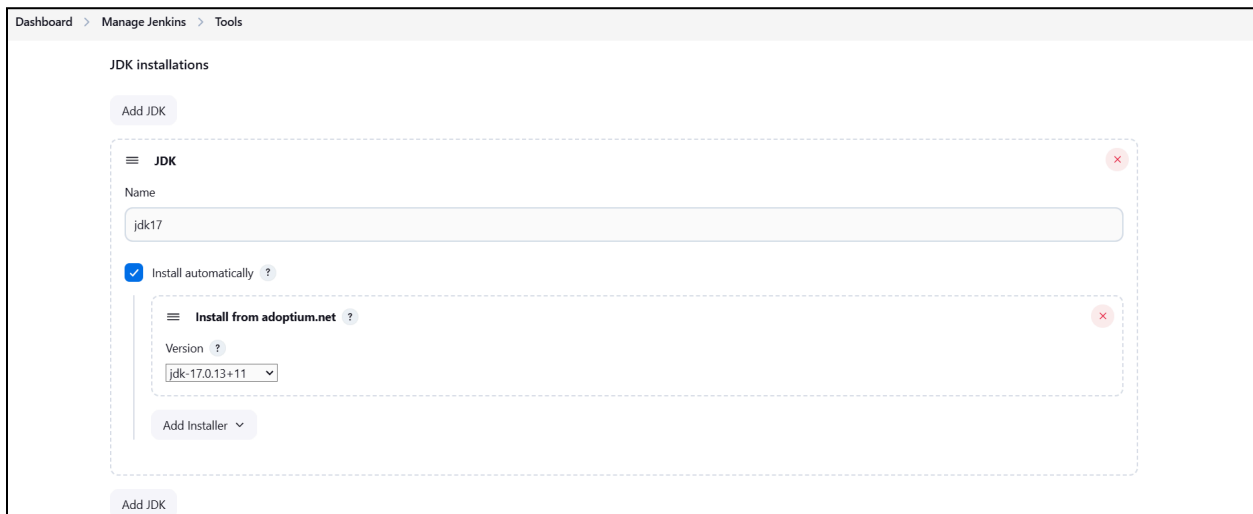 Dashboard > Manage Jenkins > Tools
JDK installations
Add JDK
JDK
Name
jdk17
Install automatically ?
Install from adoptium.net ?
Version ?
jdk-17.0.13+11
Add Installer
Add JDK